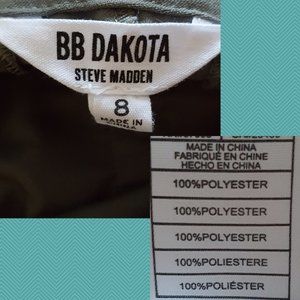 BB DAKOTA
STEVE MADDEN
8
MADE IN
CHINA
MADE IN CHINA
FABRIQUÉ EN CHINE
HECHO EN CHINA
100%POLYESTER
100%POLYESTER
100%POLYESTER
100%POLIESTERE
100%POLIÉSTER